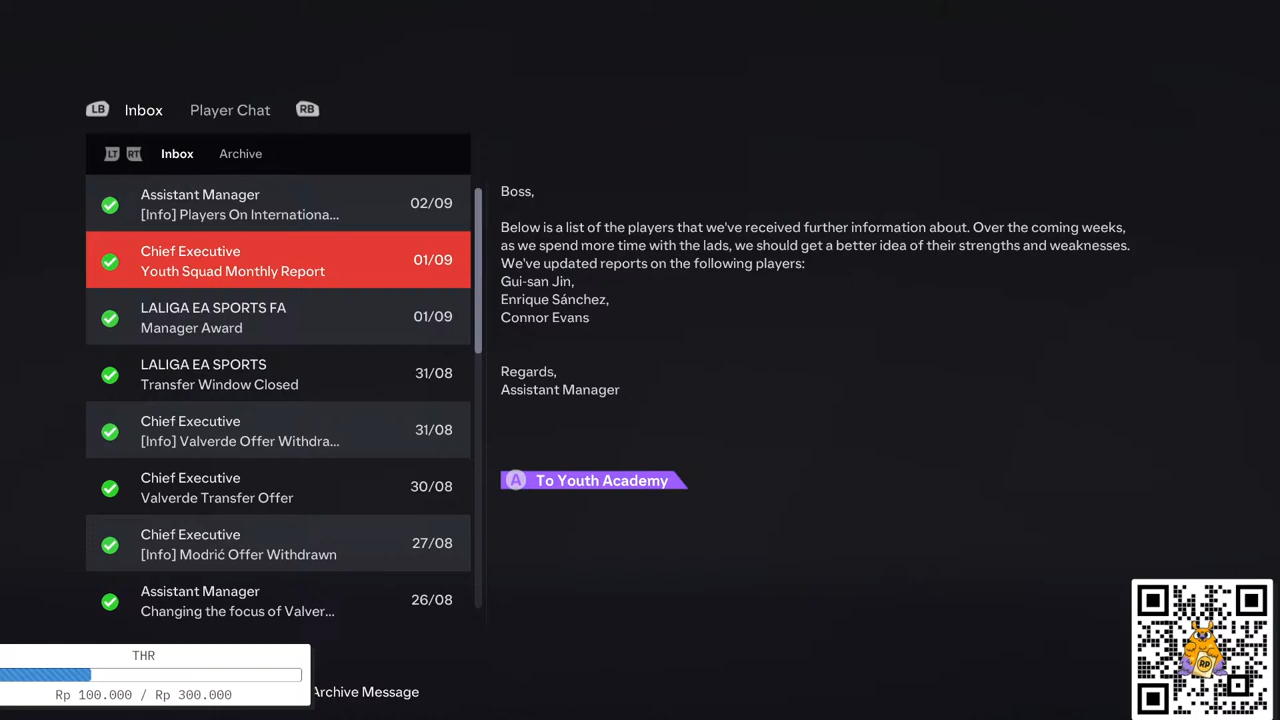 LB Inbox Player Chat RB
LT RT Inbox Archive
Assistant Manager
[Info] Players On Internationa...
02/09
Chief Executive
Youth Squad Monthly Report
01/09
LALIGA EA SPORTS FA
Manager Award
01/09
LALIGA EA SPORTS
Transfer Window Closed
31/08
Chief Executive
[Info] Valverde Offer Withdra...
31/08
Chief Executive
Valverde Transfer Offer
30/08
Chief Executive
[Info] Modrić Offer Withdrawn
27/08
Assistant Manager
Changing the focus of Valver...
26/08
Boss,
Below is a list of the players that we've received further information about. Over the coming weeks,
as we spend more time with the lads, we should get a better idea of their strengths and weaknesses.
We've updated reports on the following players:
Gui-san Jin,
Enrique Sánchez,
Connor Evans
Regards,
Assistant Manager
A To Youth Academy
THR
Rp 100.000 / Rp 300.000
Archive Message
RP